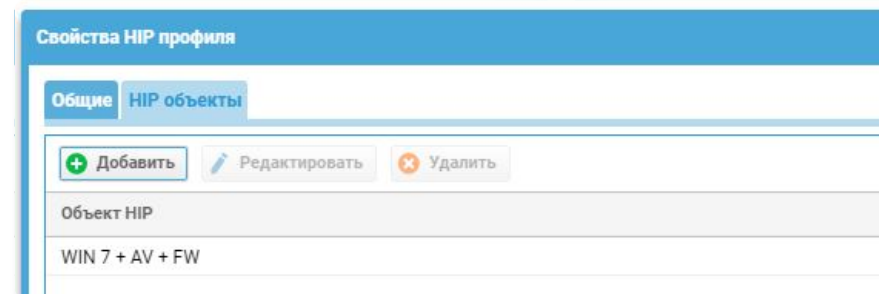 Свойства HIP профиля
Общие HIP объекты
Добавить Редактировать Удалить
Объект HIP
WIN 7 + AV + FW